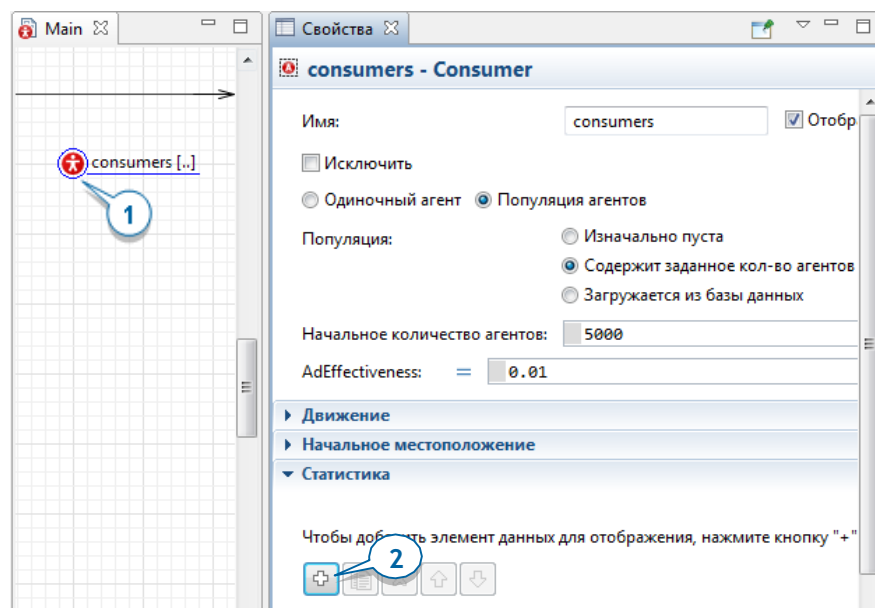 Main
Свойства
consumers - Consumer
Имя:
consumers
Отобр
consumers [..]
Исключить
1
Одиночный агент
Популяция агентов
Популяция:
Изначально пуста
Содержит заданное кол-во агентов
Загружается из базы данных
Начальное количество агентов:
5000
AdEffectiveness:
=
0.01
Движение
Начальное местоположение
Статистика
Чтобы добавить элемент данных для отображения, нажмите кнопку "+"
2